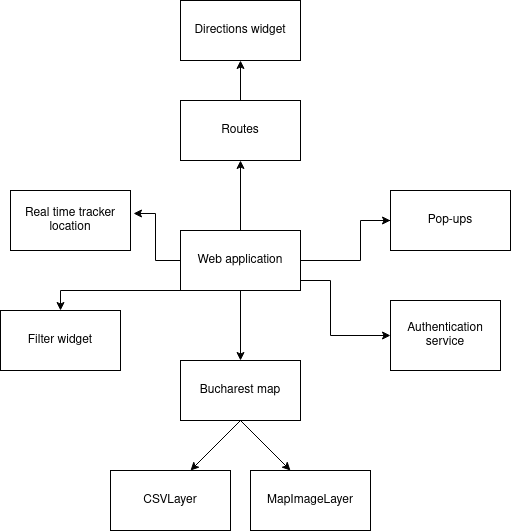 Directions widget
Routes
Real time tracker
location
Pop-ups
Web application
Filter widget
Authentication
service
Bucharest map
CSVLayer
MapImageLayer